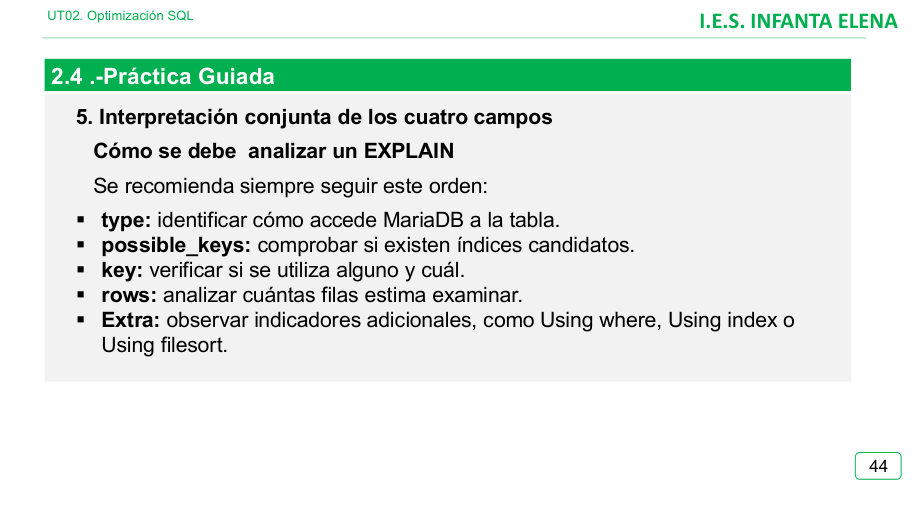 UT02. Optimización SQL
I.E.S. INFANTA ELENA
2.4 .-Práctica Guiada
5. Interpretación conjunta de los cuatro campos
Cómo se debe  analizar un EXPLAIN
Se recomienda siempre seguir este orden:
▪ type: identificar cómo accede MariaDB a la tabla.
▪ possible_keys: comprobar si existen índices candidatos.
▪ key: verificar si se utiliza alguno y cuál.
▪ rows: analizar cuántas filas estima examinar.
▪ Extra: observar indicadores adicionales, como Using where, Using index o
Using filesort.
44